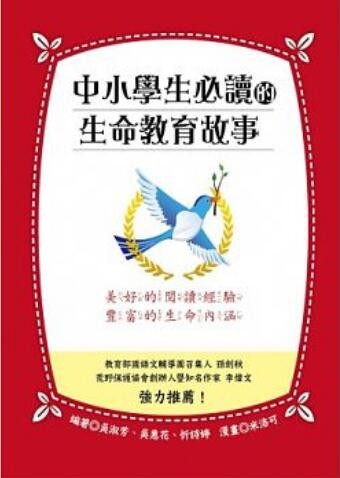 中小學生必讀的
生命教育故事
美好的閱讀經驗
豐富的生命內涵
教育部國語文輔導團召集人 孫劍秋
荒野保護協會創辦人暨知名作家 李偉文
強力推薦！
編著◎吳淑芳、吳惠花、忻詩婷 漫畫◎米洛可